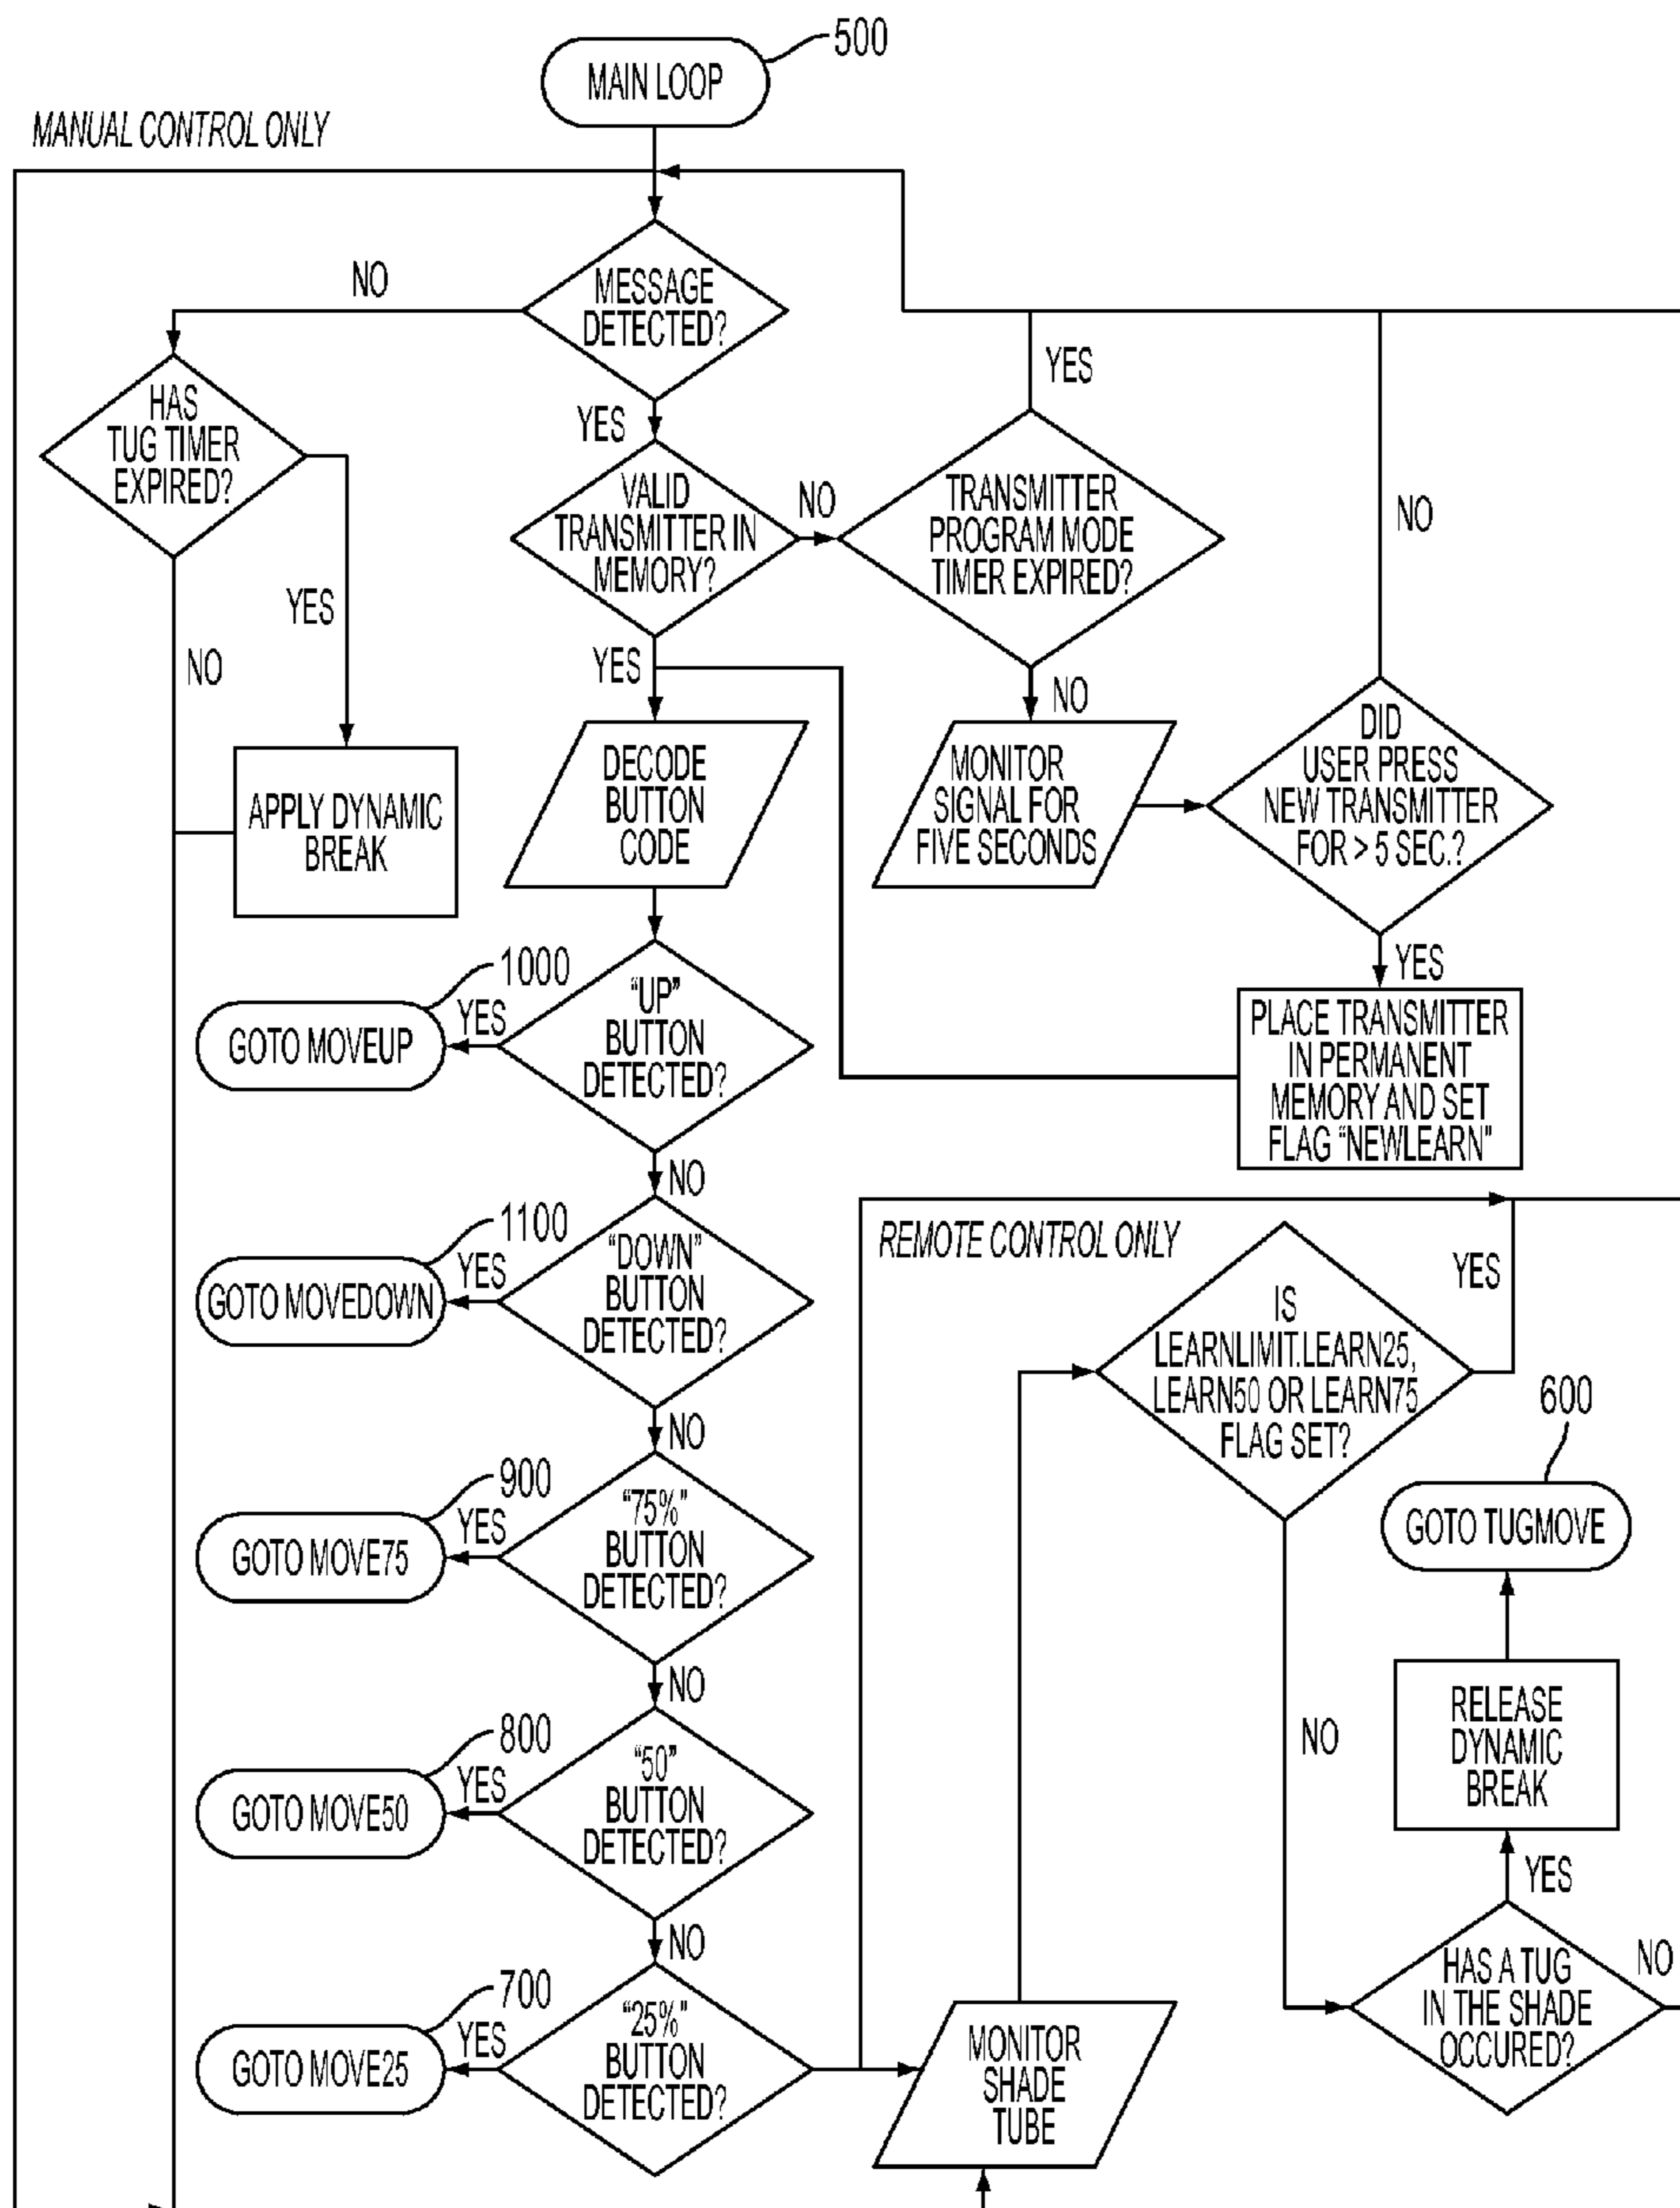 500
MAIN LOOP
MANUAL CONTROL ONLY
NO
MESSAGE
DETECTED?
YES
HAS
TUG TIMER
EXPIRED?
YES
VALID
TRANSMITTER IN
MEMORY?
NO
TRANSMITTER
PROGRAM MODE
TIMER EXPIRED?
NO
YES
NO
YES
NO
DID
USER PRESS
NEW TRANSMITTER
FOR > 5 SEC.?
APPLY DYNAMIC
BREAK
DECODE
BUTTON
CODE
MONITOR
SIGNAL FOR
FIVE SECONDS
YES
1000
GOTO MOVEUP
YES
"UP"
BUTTON
DETECTED?
PLACE TRANSMITTER
IN PERMANENT
MEMORY AND SET
FLAG "NEWLEARN"
NO
1100
GOTO MOVEDOWN
YES
"DOWN"
BUTTON
DETECTED?
REMOTE CONTROL ONLY
YES
IS
LEARNLIMIT.LEARN25,
LEARN50 OR LEARN75
FLAG SET?
NO
600
GOTO TUGMOVE
900
GOTO MOVE75
YES
"75%"
BUTTON
DETECTED?
NO
NO
RELEASE
DYNAMIC
BREAK
800
GOTO MOVE50
YES
"50"
BUTTON
DETECTED?
YES
NO
HAS A TUG
IN THE SHADE
OCCURED?
NO
700
GOTO MOVE25
YES
"25%"
BUTTON
DETECTED?
MONITOR
SHADE
TUBE